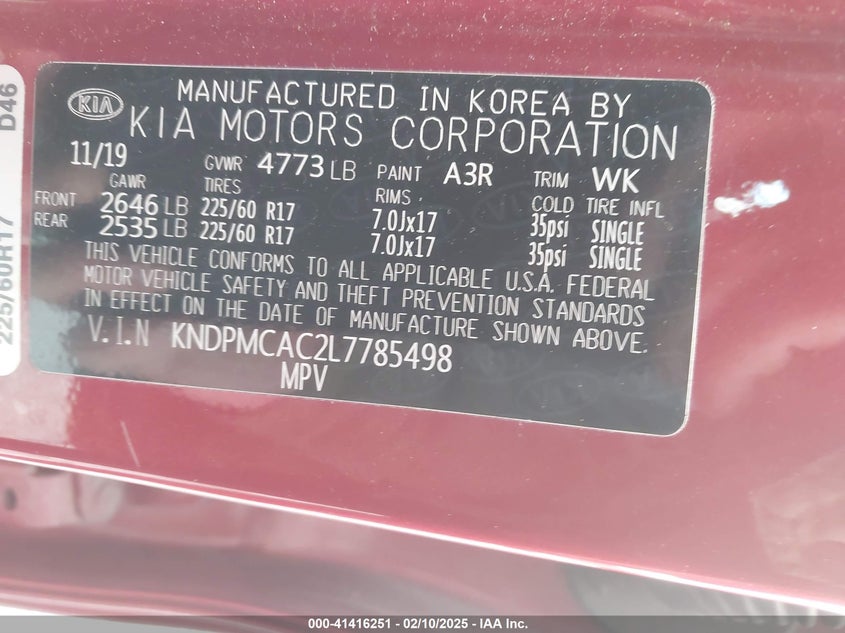 D46
225/60R17
KIA
MANUFACTURED IN KOREA BY
KIA MOTORS CORPORATION
11/19 GVWR 4773 LB PAINT A3R TRIM WK
GAWR TIRES RIMS COLD TIRE INFL
FRONT 2646 LB 225/60 R17 7.0Jx17 35psi SINGLE
REAR 2535 LB 225/60 R17 7.0Jx17 35psi SINGLE
THIS VEHICLE CONFORMS TO ALL APPLICABLE U.S.A. FEDERAL
MOTOR VEHICLE SAFETY AND THEFT PREVENTION STANDARDS
IN EFFECT ON THE DATE OF MANUFACTURE SHOWN ABOVE.
V.I.N KNDPMCAC2L7785498
MPV
000-41416251 - 02/10/2025 - IAA Inc.